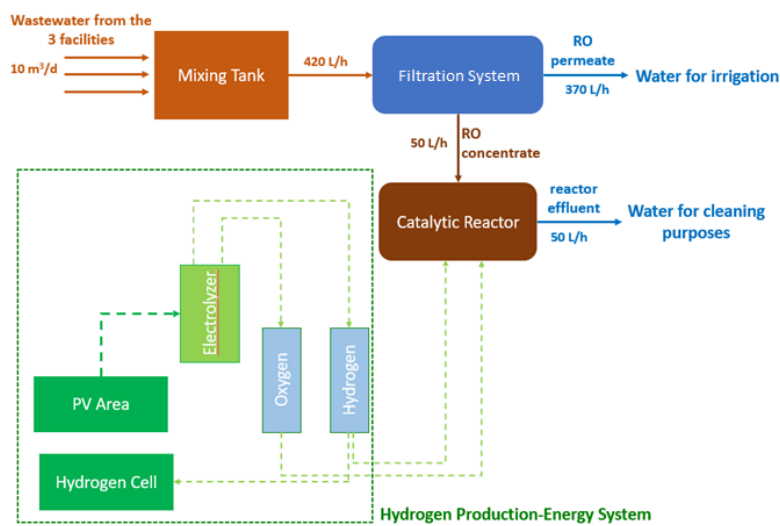 Wastewater from the
3 facilities
10 m³/d
Mixing Tank
420 L/h
Filtration System
RO
permeate
370 L/h
Water for irrigation
50 L/h
RO
concentrate
Catalytic Reactor
reactor
effluent
50 L/h
Water for cleaning
purposes
Electrolyzer
Oxygen
Hydrogen
PV Area
Hydrogen Cell
Hydrogen Production-Energy System